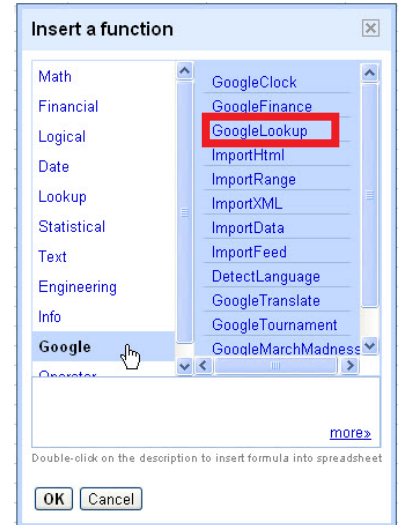 Insert a function
Math
Financial
Logical
Date
Lookup
Statistical
Text
Engineering
Info
Google
Operator
GoogleClock
GoogleFinance
GoogleLookup
ImportHtml
ImportRange
ImportXML
ImportData
ImportFeed
DetectLanguage
GoogleTranslate
GoogleTournament
GoogleMarchMadness
more»
Double-click on the description to insert formula into spreadsheet
OK Cancel